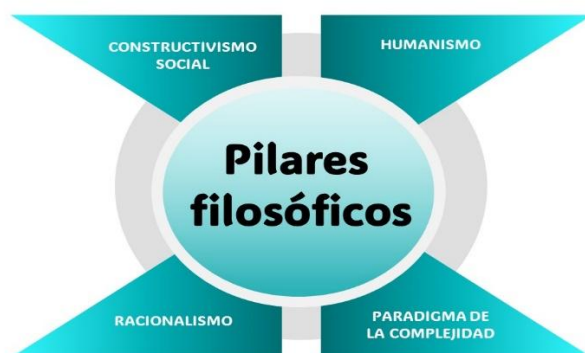 CONSTRUCTIVISMO
SOCIAL
HUMANISMO
Pilares
filosóficos
RACIONALISMO
PARADIGMA DE
LA COMPLEJIDAD